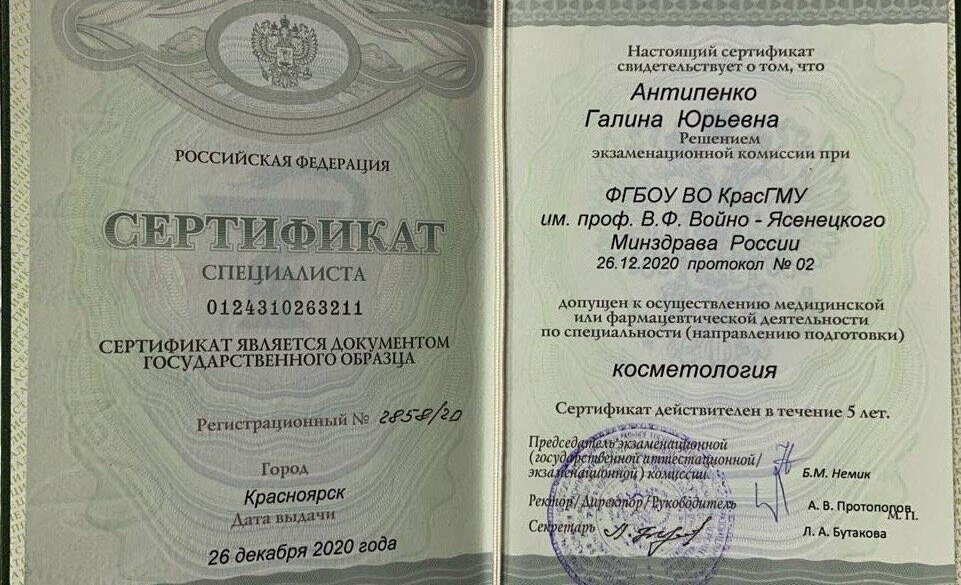 РОССИЙСКАЯ ФЕДЕРАЦИЯ
СЕРТИФИКАТ
СПЕЦИАЛИСТА
0124310263211
СЕРТИФИКАТ ЯВЛЯЕТСЯ ДОКУМЕНТОМ
ГОСУДАРСТВЕННОГО ОБРАЗЦА
Регистрационный № 2858/20
Город
Красноярск
Дата выдачи
26 декабря 2020 года
Настоящий сертификат
свидетельствует о том, что
Антипенко
Галина Юрьевна
Решением
экзаменационной комиссии при
ФГБОУ ВО КрасГМУ
им. проф. В.Ф. Войно - Ясенецкого
Минздрава России
26.12.2020 протокол № 02
допущен к осуществлению медицинской
или фармацевтической деятельности
по специальности (направлению подготовки)
косметология
Сертификат действителен в течение 5 лет.
Председатель экзаменационной
(государственной аттестационной/
экзаменационной) комиссии
Б.М. Немик
Ректор/Директор/Руководитель
А. В. Протопопов
М.П.
Секретарь
Л. А. Бутакова